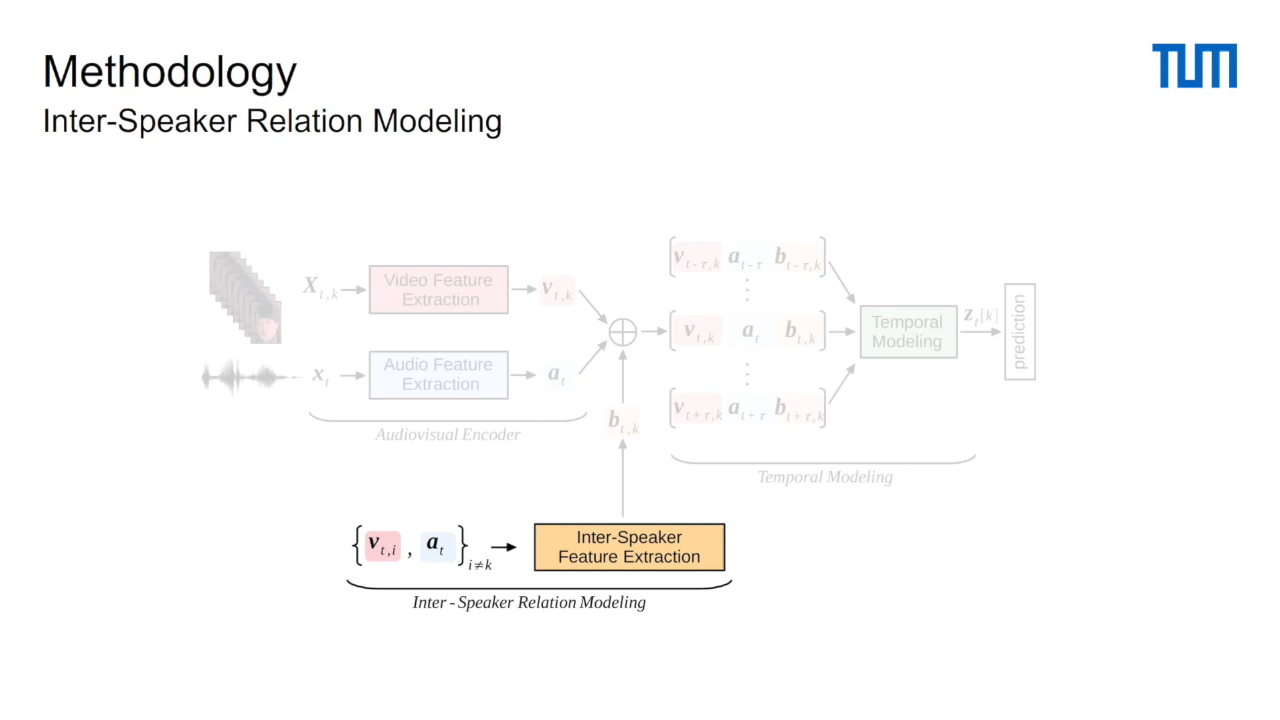 Methodology
TUM
Inter-Speaker Relation Modeling
X t,k
Video Feature
Extraction
v t,k
x t
Audio Feature
Extraction
a t
Audiovisual Encoder
b t,k
v t-τ,k a t-τ b t-τ,k
v t,k a t b t,k
v t+τ,k a t+τ b t+τ,k
Temporal
Modeling
z t [k]
prediction
Temporal Modeling
{ v t,i , a t } i≠k
Inter-Speaker
Feature Extraction
Inter - Speaker Relation Modeling